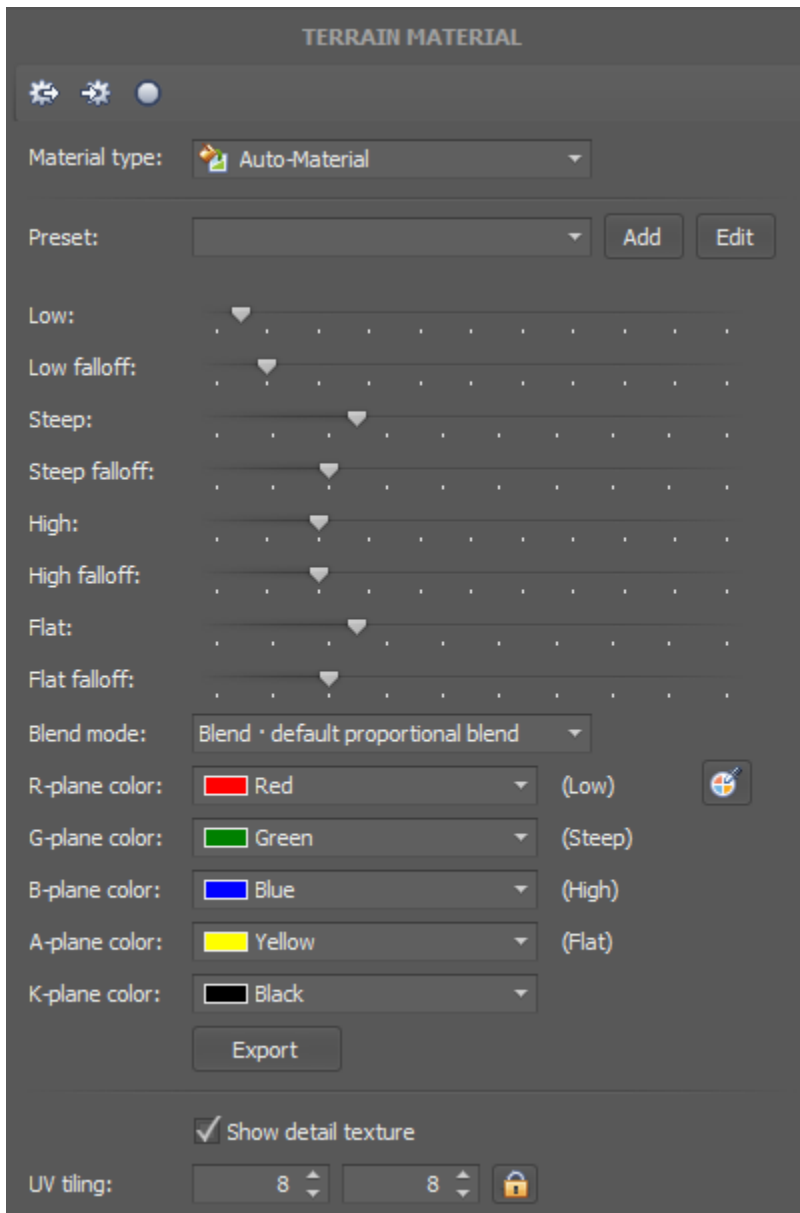 TERRAIN MATERIAL
Material type: Auto-Material
Preset: Add Edit
Low:
Low falloff:
Steep:
Steep falloff:
High:
High falloff:
Flat:
Flat falloff:
Blend mode: Blend · default proportional blend
R-plane color: Red (Low)
G-plane color: Green (Steep)
B-plane color: Blue (High)
A-plane color: Yellow (Flat)
K-plane color: Black
Export
Show detail texture
UV tiling: 8 8